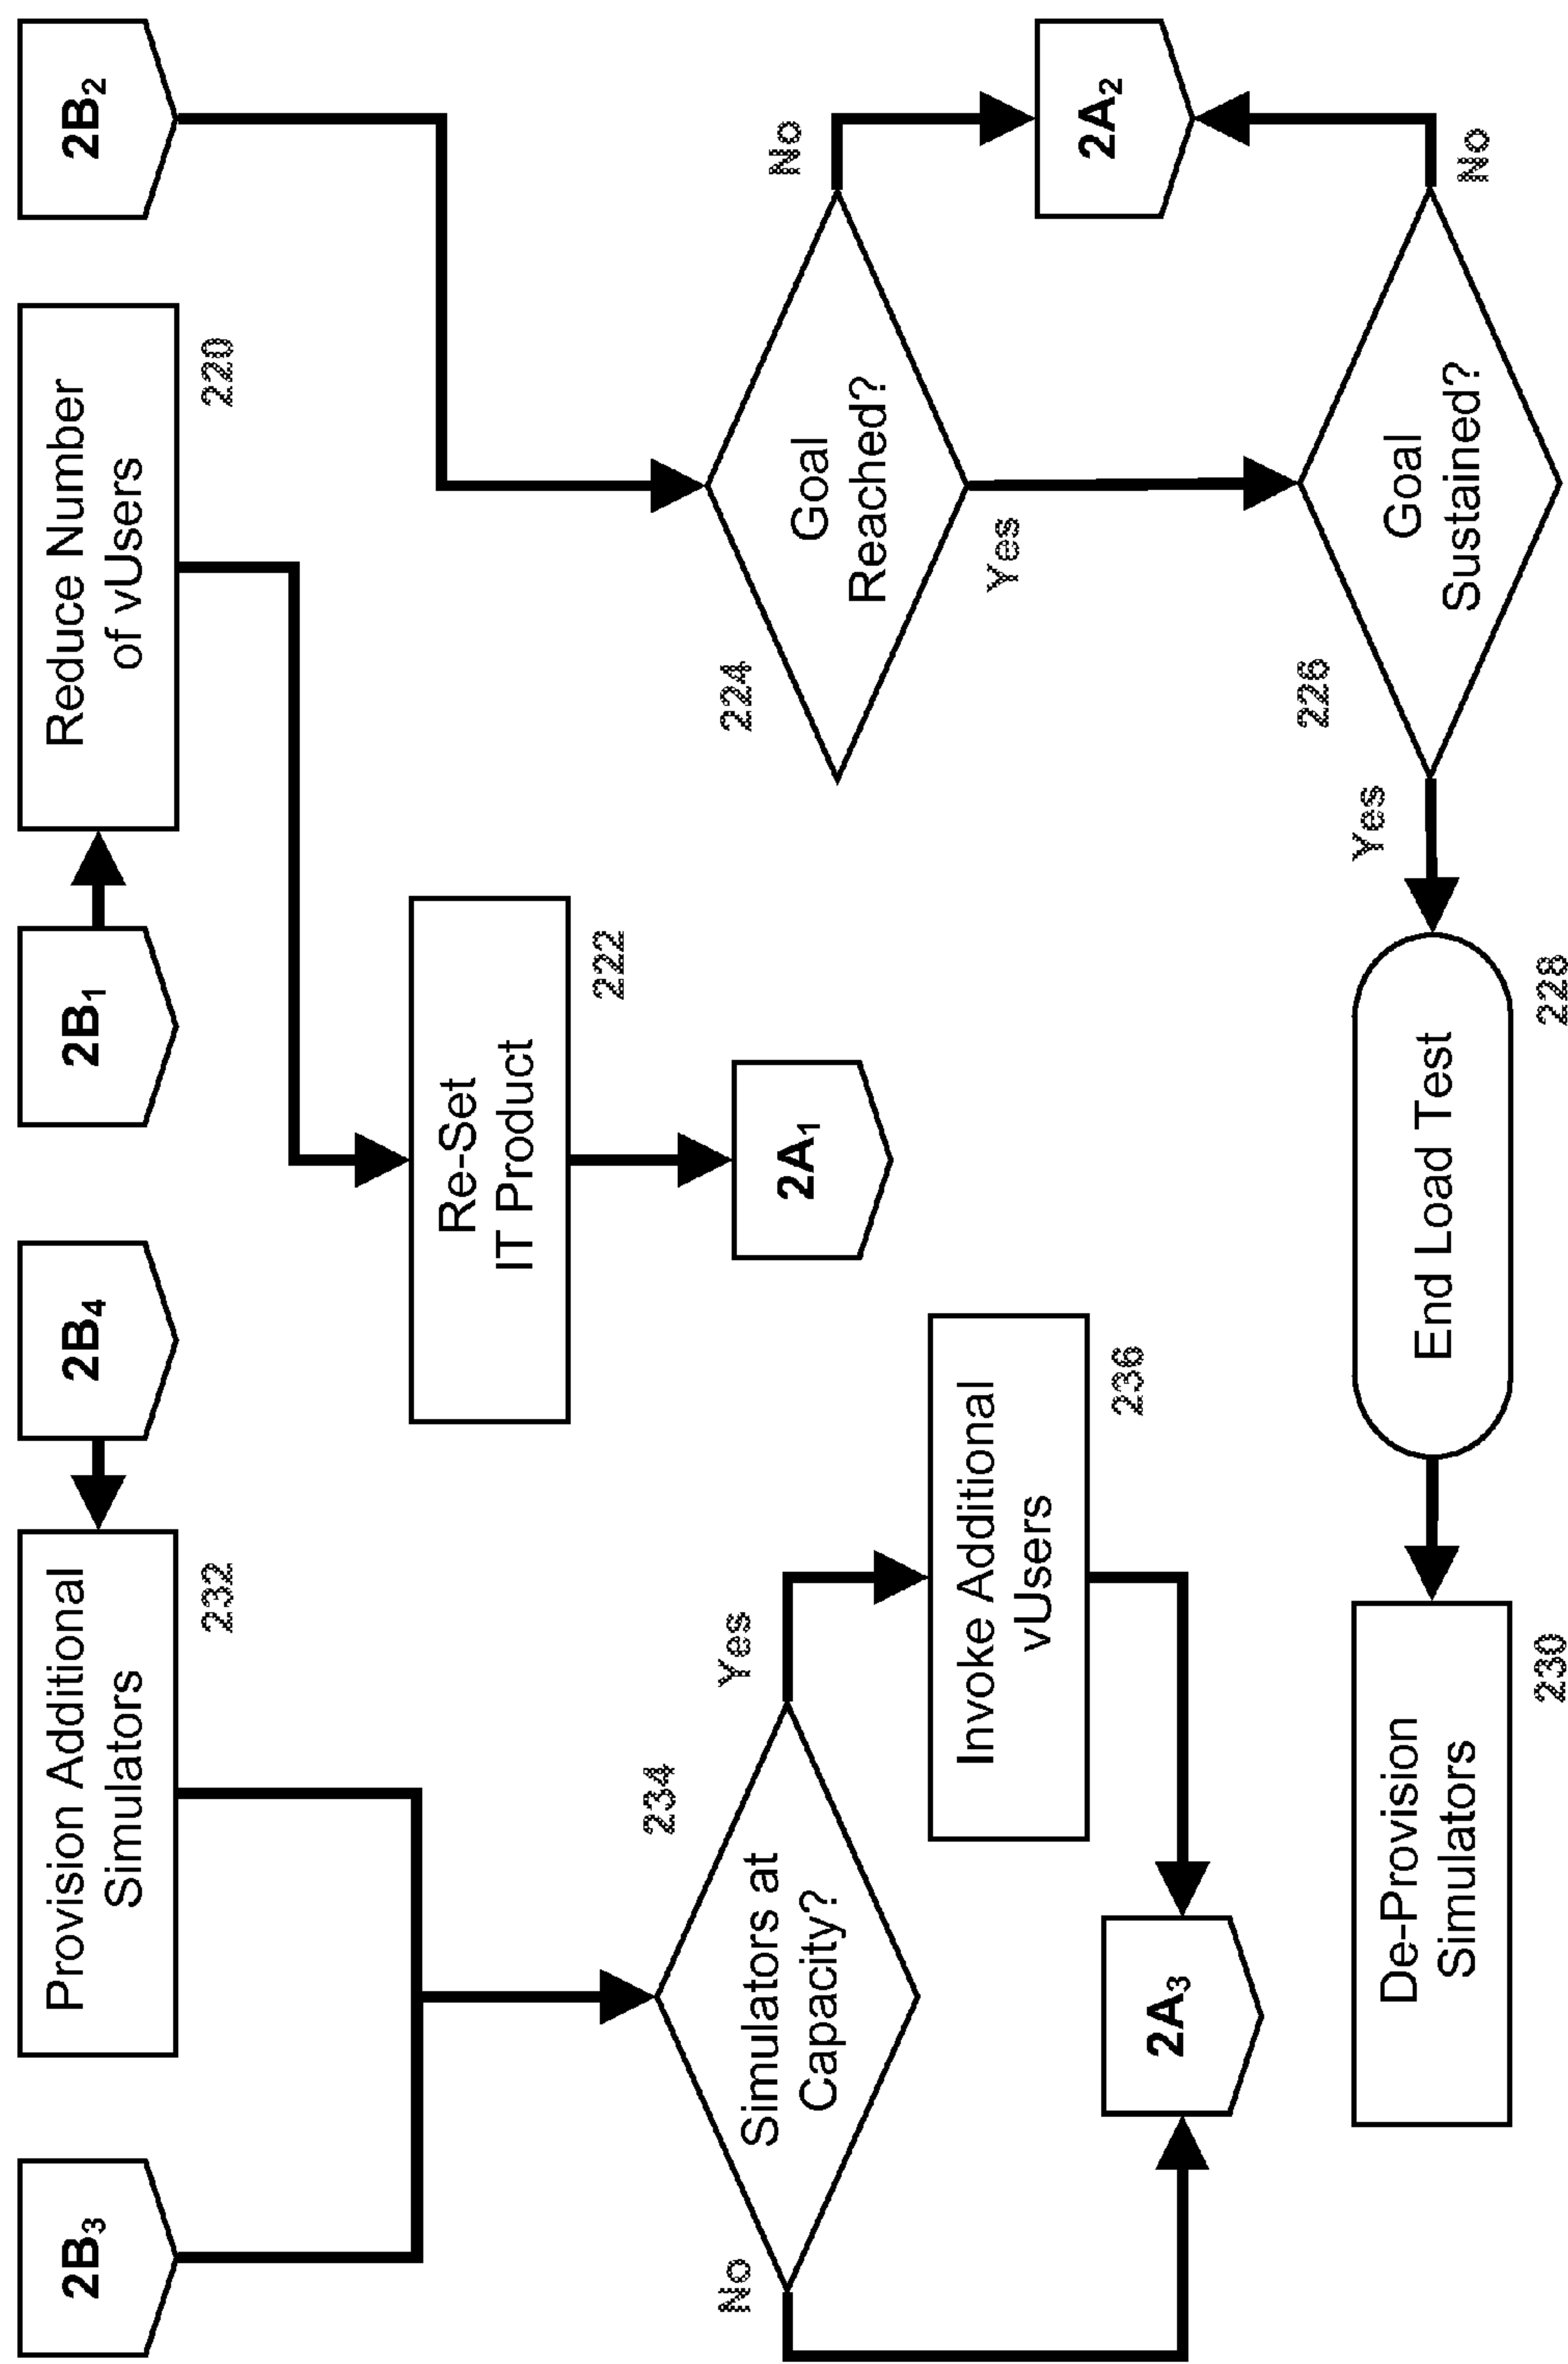 2B3
Provision Additional
Simulators
232
2B4
2B1
Reduce Number
of vUsers
220
2B2
Re-Set
IT Product
222
2A1
No
Simulators at
Capacity?
234
Yes
Invoke Additional
vUsers
236
2A3
224
Goal
Reached?
No
Yes
2A2
226
Goal
Sustained?
No
Yes
End Load Test
228
De-Provision
Simulators
230